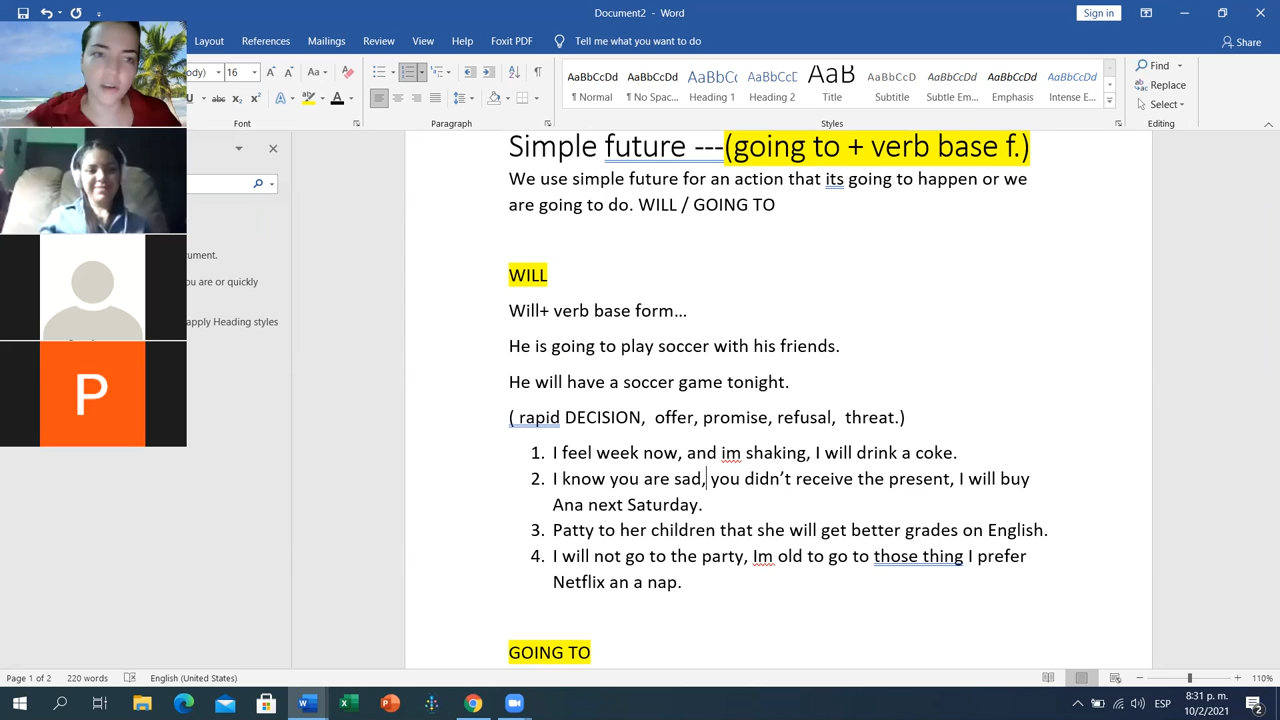 Document2 - Word
Sign in
Layout References Mailings Review View Help Foxit PDF Tell me what you want to do
Share
16
Aa
AaBbCcDd AaBbCcDd AaBbC AaBbCcD AaB AaBbCcDd AaBbCcDd AaBbCcDd AaBbCcDd
¶ Normal ¶ No Spac... Heading 1 Heading 2 Title Subtitle Subtle Em... Emphasis Intense E...
Find
Replace
Select
Font Paragraph Styles Editing
Simple future ---(going to + verb base f.)
We use simple future for an action that its going to happen or we
are going to do. WILL / GOING TO
WILL
Will+ verb base form...
He is going to play soccer with his friends.
He will have a soccer game tonight.
( rapid DECISION, offer, promise, refusal, threat.)
1. I feel week now, and im shaking, I will drink a coke.
2. I know you are sad, you didn't receive the present, I will buy
Ana next Saturday.
3. Patty to her children that she will get better grades on English.
4. I will not go to the party, Im old to go to those thing I prefer
Netflix an a nap.
GOING TO
ument.
ou are or quickly
apply Heading styles
P
Page 1 of 2 220 words English (United States) 110%
ESP
8:31 p. m.
10/2/2021
2